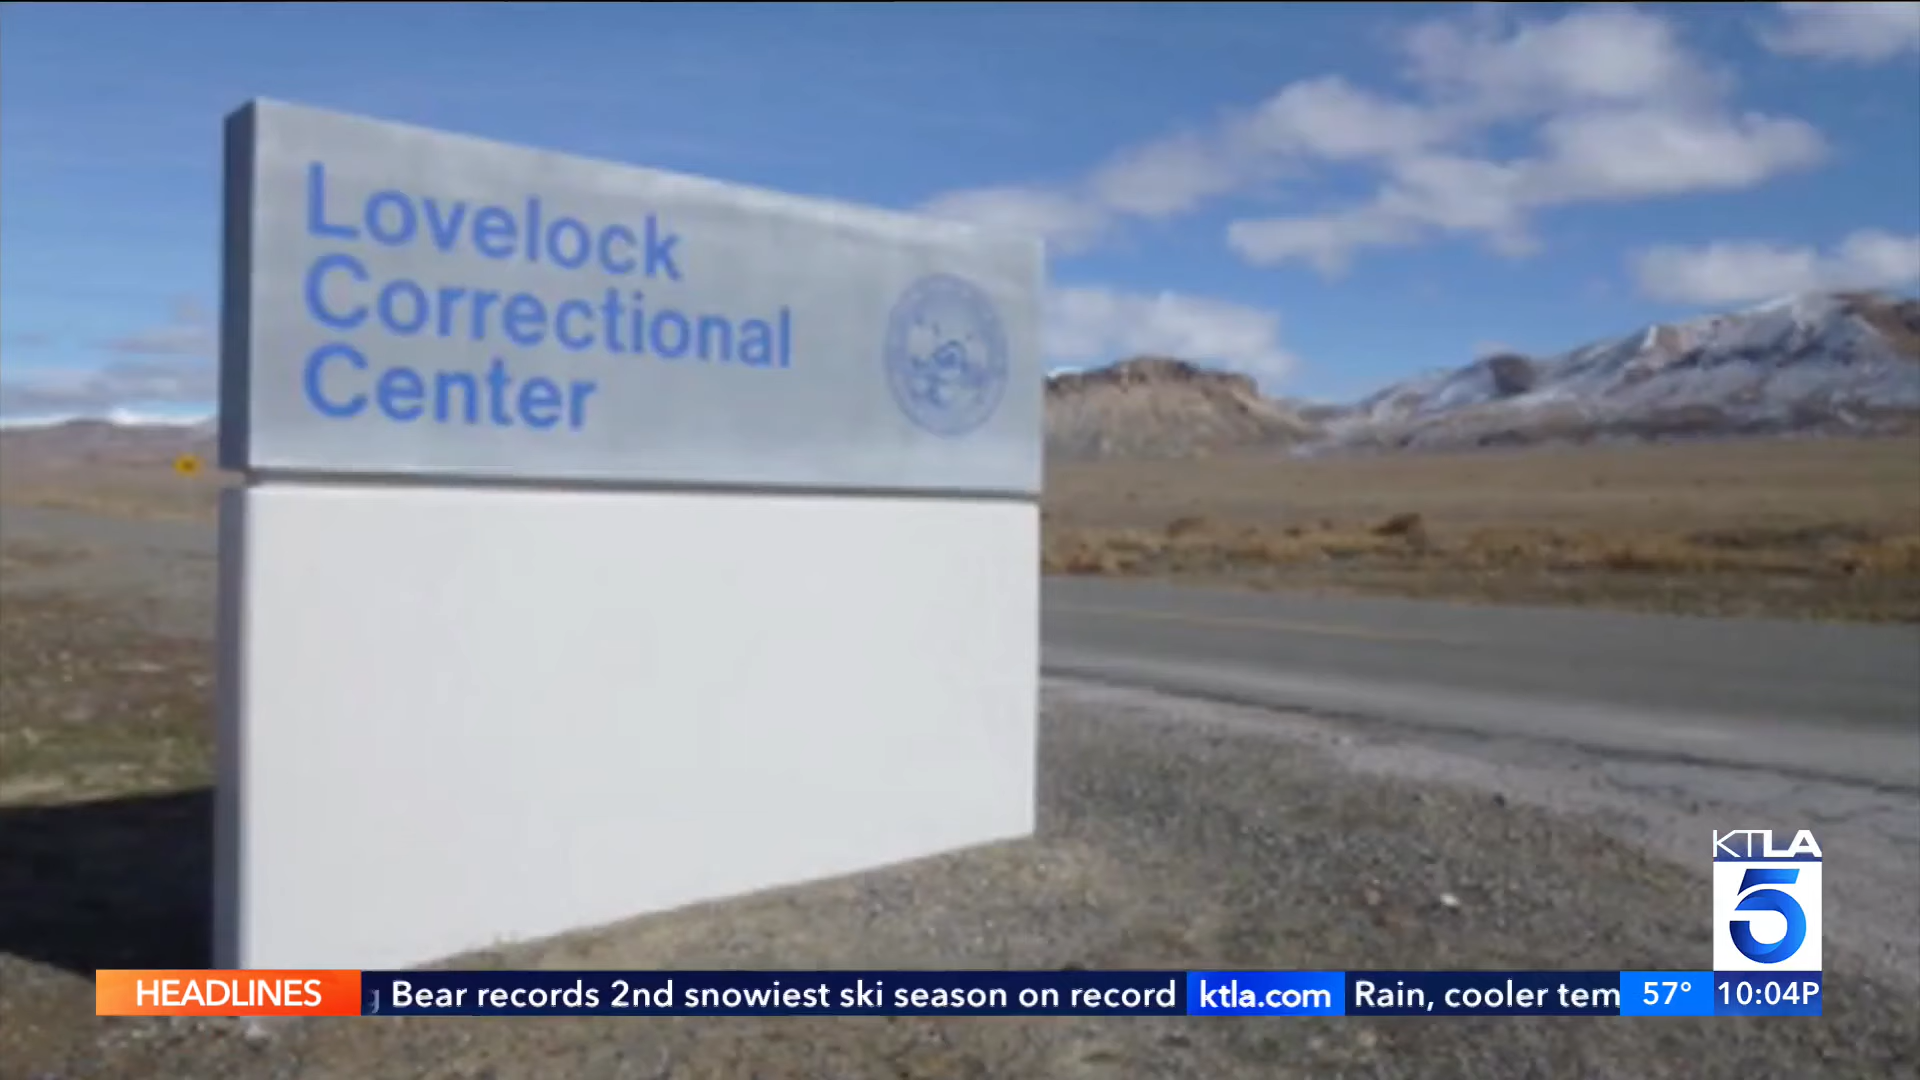 Lovelock
Correctional
Center
KTLA
5
HEADLINES
g Bear records 2nd snowiest ski season on record
ktla.com
Rain, cooler tem
57°
10:04P